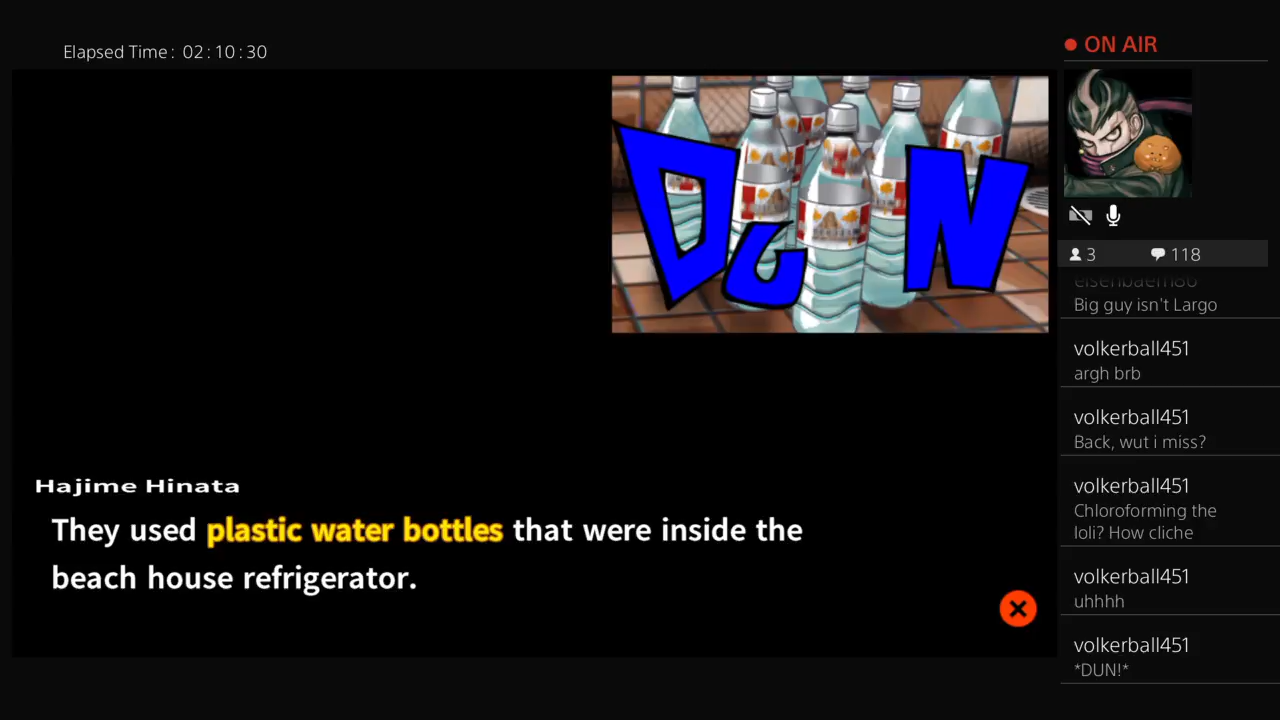 Elapsed Time: 02:10:30
ON AIR
DUN
3
118
eisenbaern86
Big guy isn't Largo
volkerball451
argh brb
volkerball451
Back, wut i miss?
volkerball451
Chloroforming the
loli? How cliche
volkerball451
uhhhh
volkerball451
*DUN!*
Hajime Hinata
They used plastic water bottles that were inside the
beach house refrigerator.